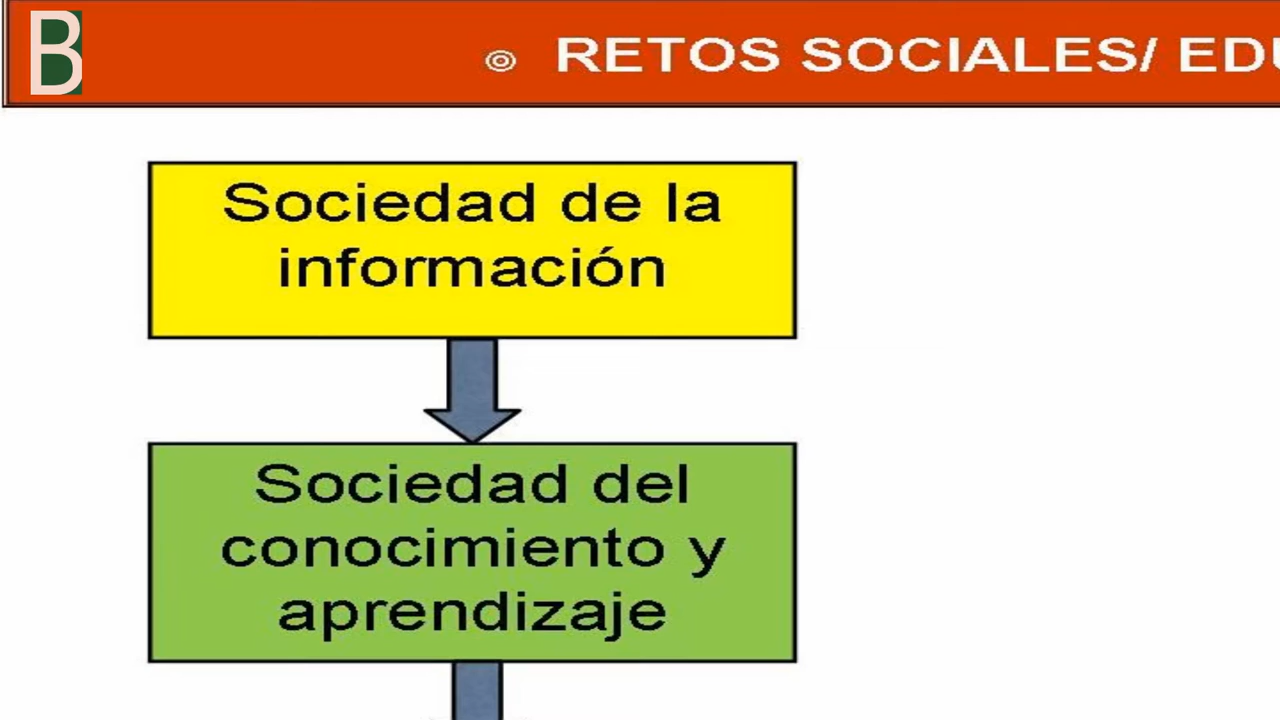 B
RETOS SOCIALES/ EDU
Sociedad de la
información
Sociedad del
conocimiento y
aprendizaje